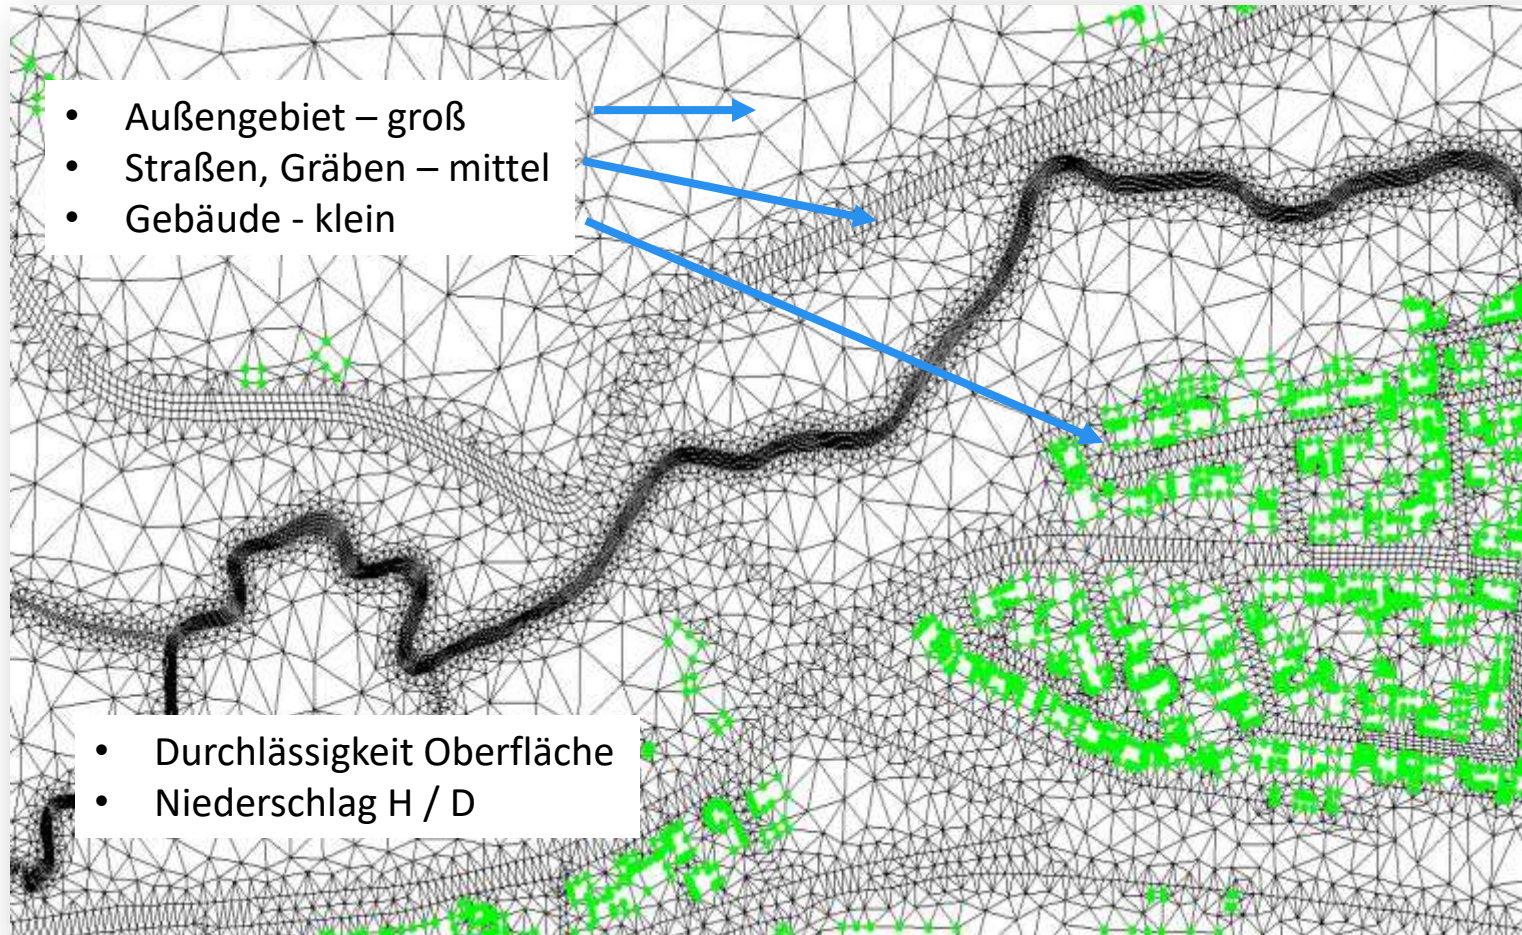 • Außengebiet – groß
• Straßen, Gräben – mittel
• Gebäude - klein
• Durchlässigkeit Oberfläche
• Niederschlag H / D